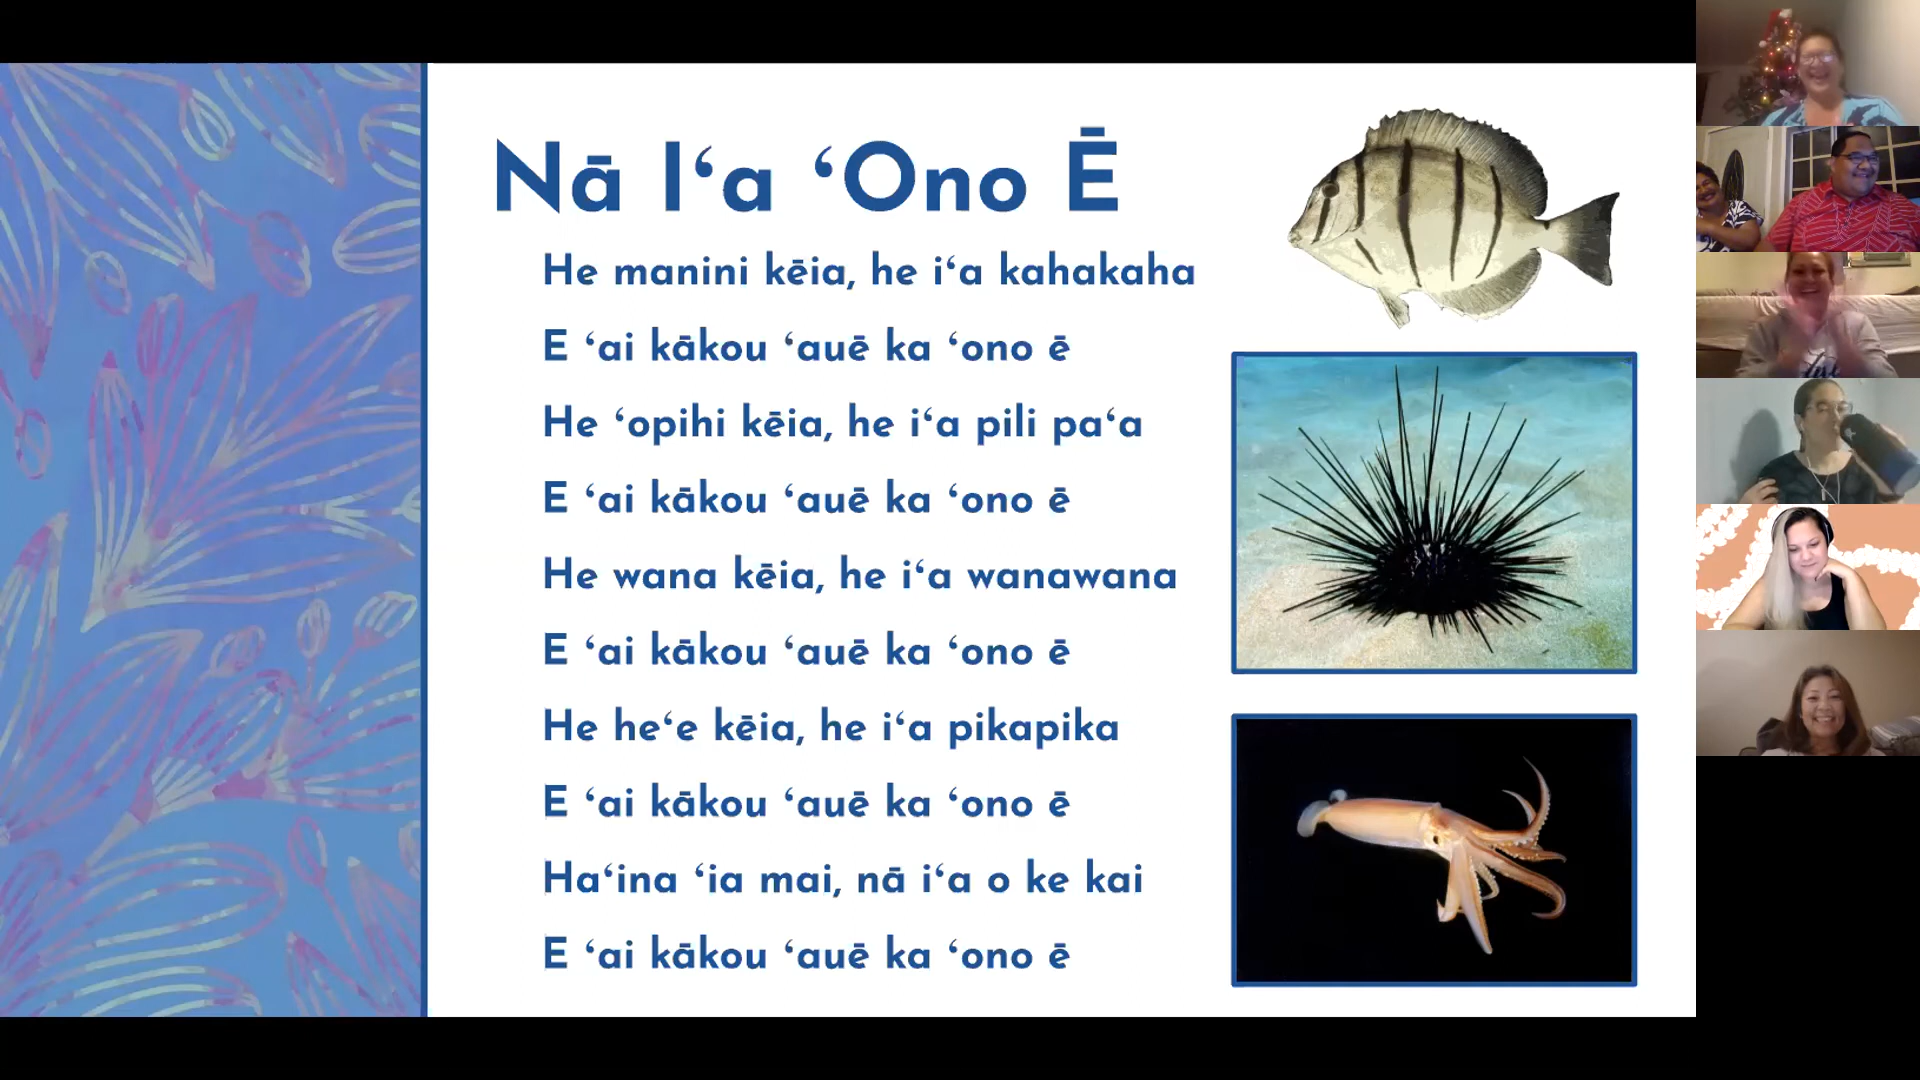 Nā Iʻa ʻOno Ē
He manini kēia, he iʻa kahakaha
E ʻai kākou ʻauē ka ʻono ē
He ʻopihi kēia, he iʻa pili paʻa
E ʻai kākou ʻauē ka ʻono ē
He wana kēia, he iʻa wanawana
E ʻai kākou ʻauē ka ʻono ē
He heʻe kēia, he iʻa pikapika
E ʻai kākou ʻauē ka ʻono ē
Haʻina ʻia mai, nā iʻa o ke kai
E ʻai kākou ʻauē ka ʻono ē